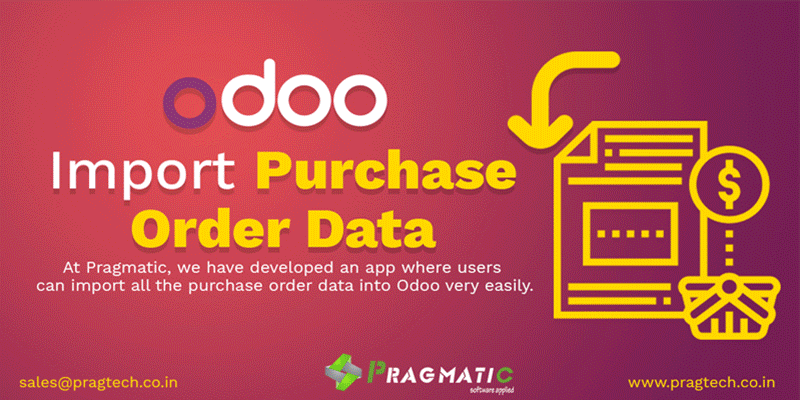 odoo
Import Purchase
Order Data
At Pragmatic, we have developed an app where users
can import all the purchase order data into Odoo very easily.
$
PRAGMATIC
software applied
sales@pragtech.co.in
www.pragtech.co.in